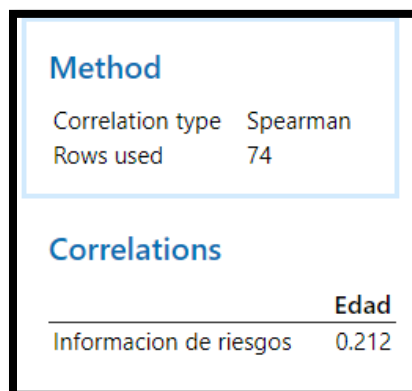 Method
Correlation type Spearman
Rows used 74
Correlations
Edad
Informacion de riesgos 0.212